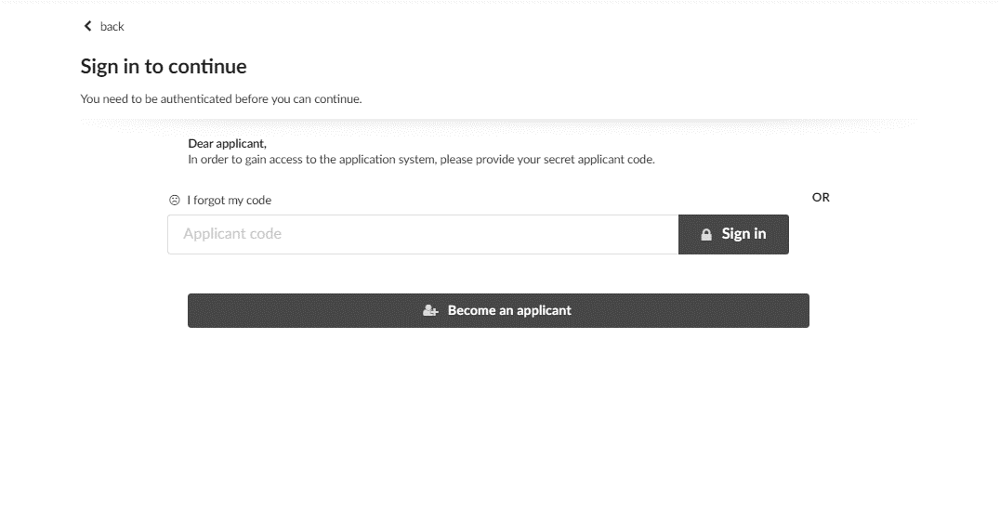 back
Sign in to continue
You need to be authenticated before you can continue.
Dear applicant,
In order to gain access to the application system, please provide your secret applicant code.
I forgot my code
OR
Applicant code
Sign in
Become an applicant